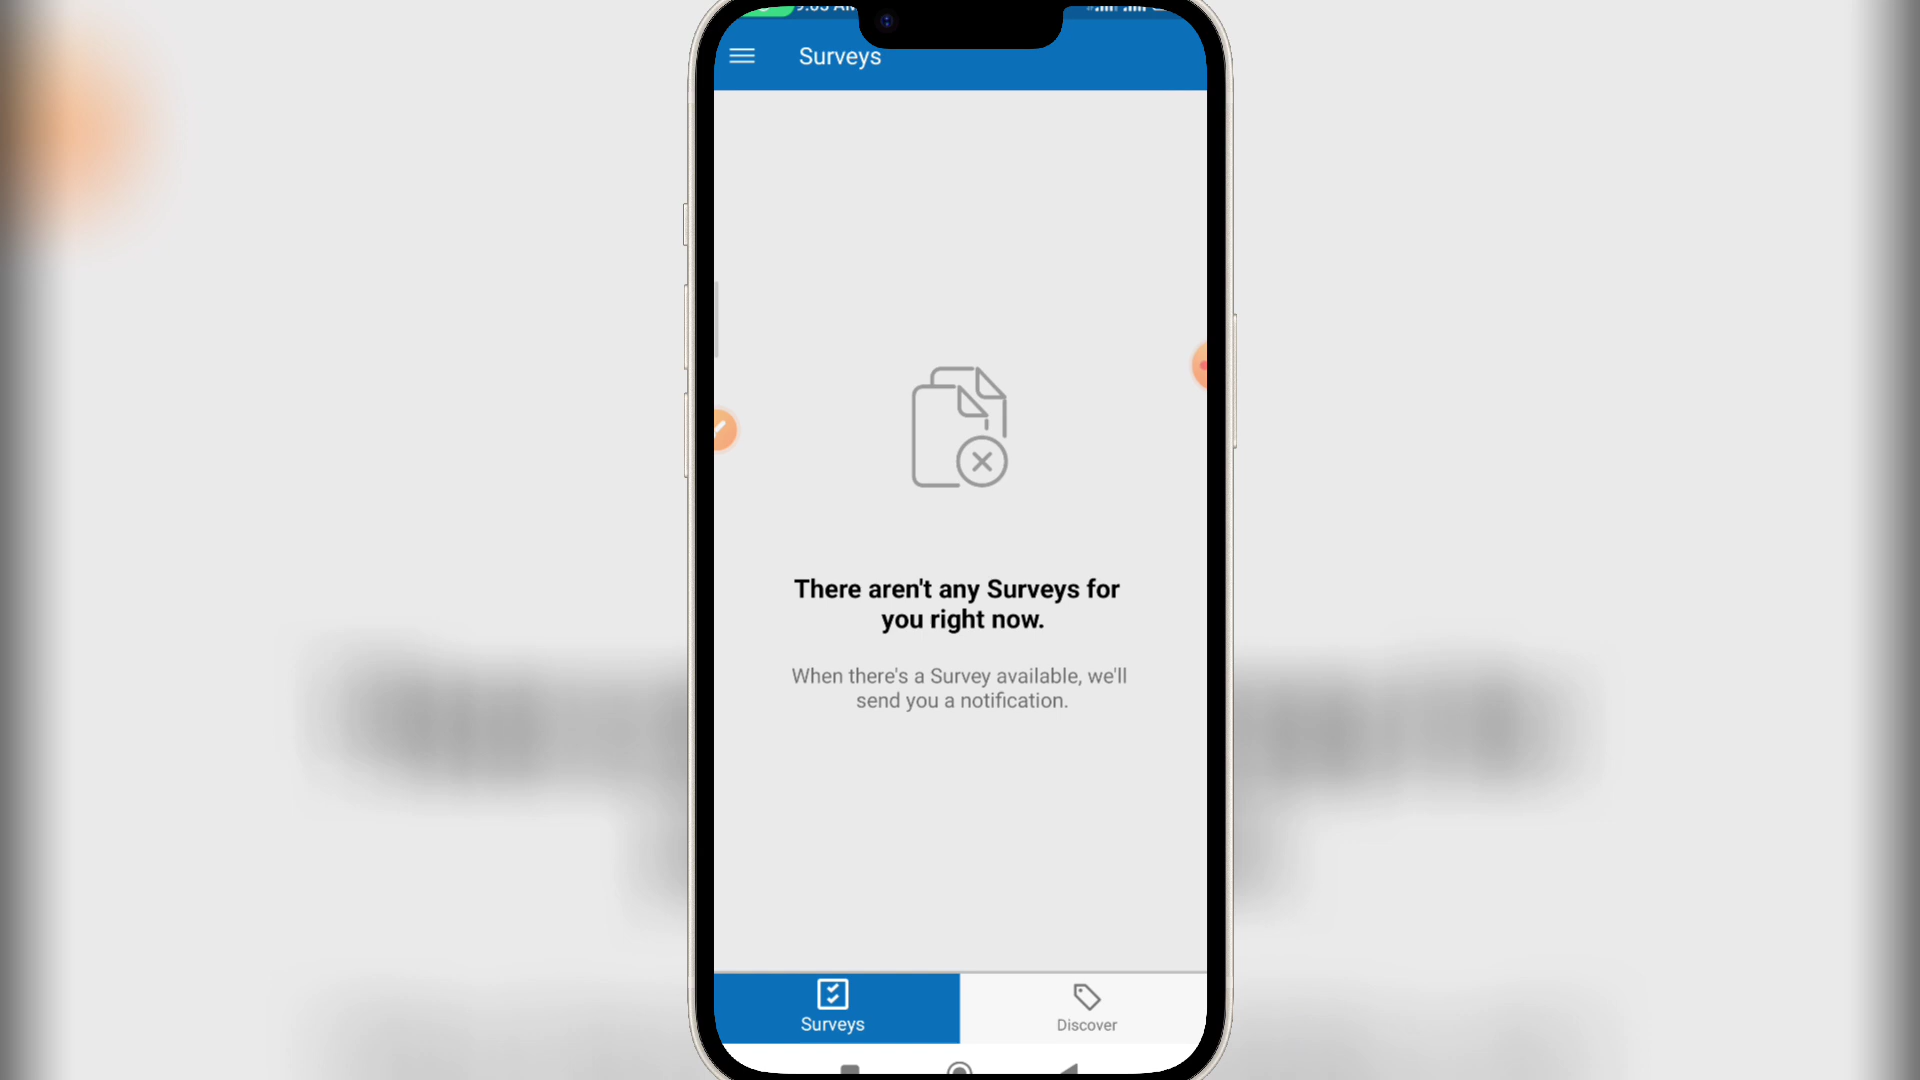 Surveys
There aren't any Surveys for
you right now.
When there's a Survey available, we'll
send you a notification.
Surveys
Discover